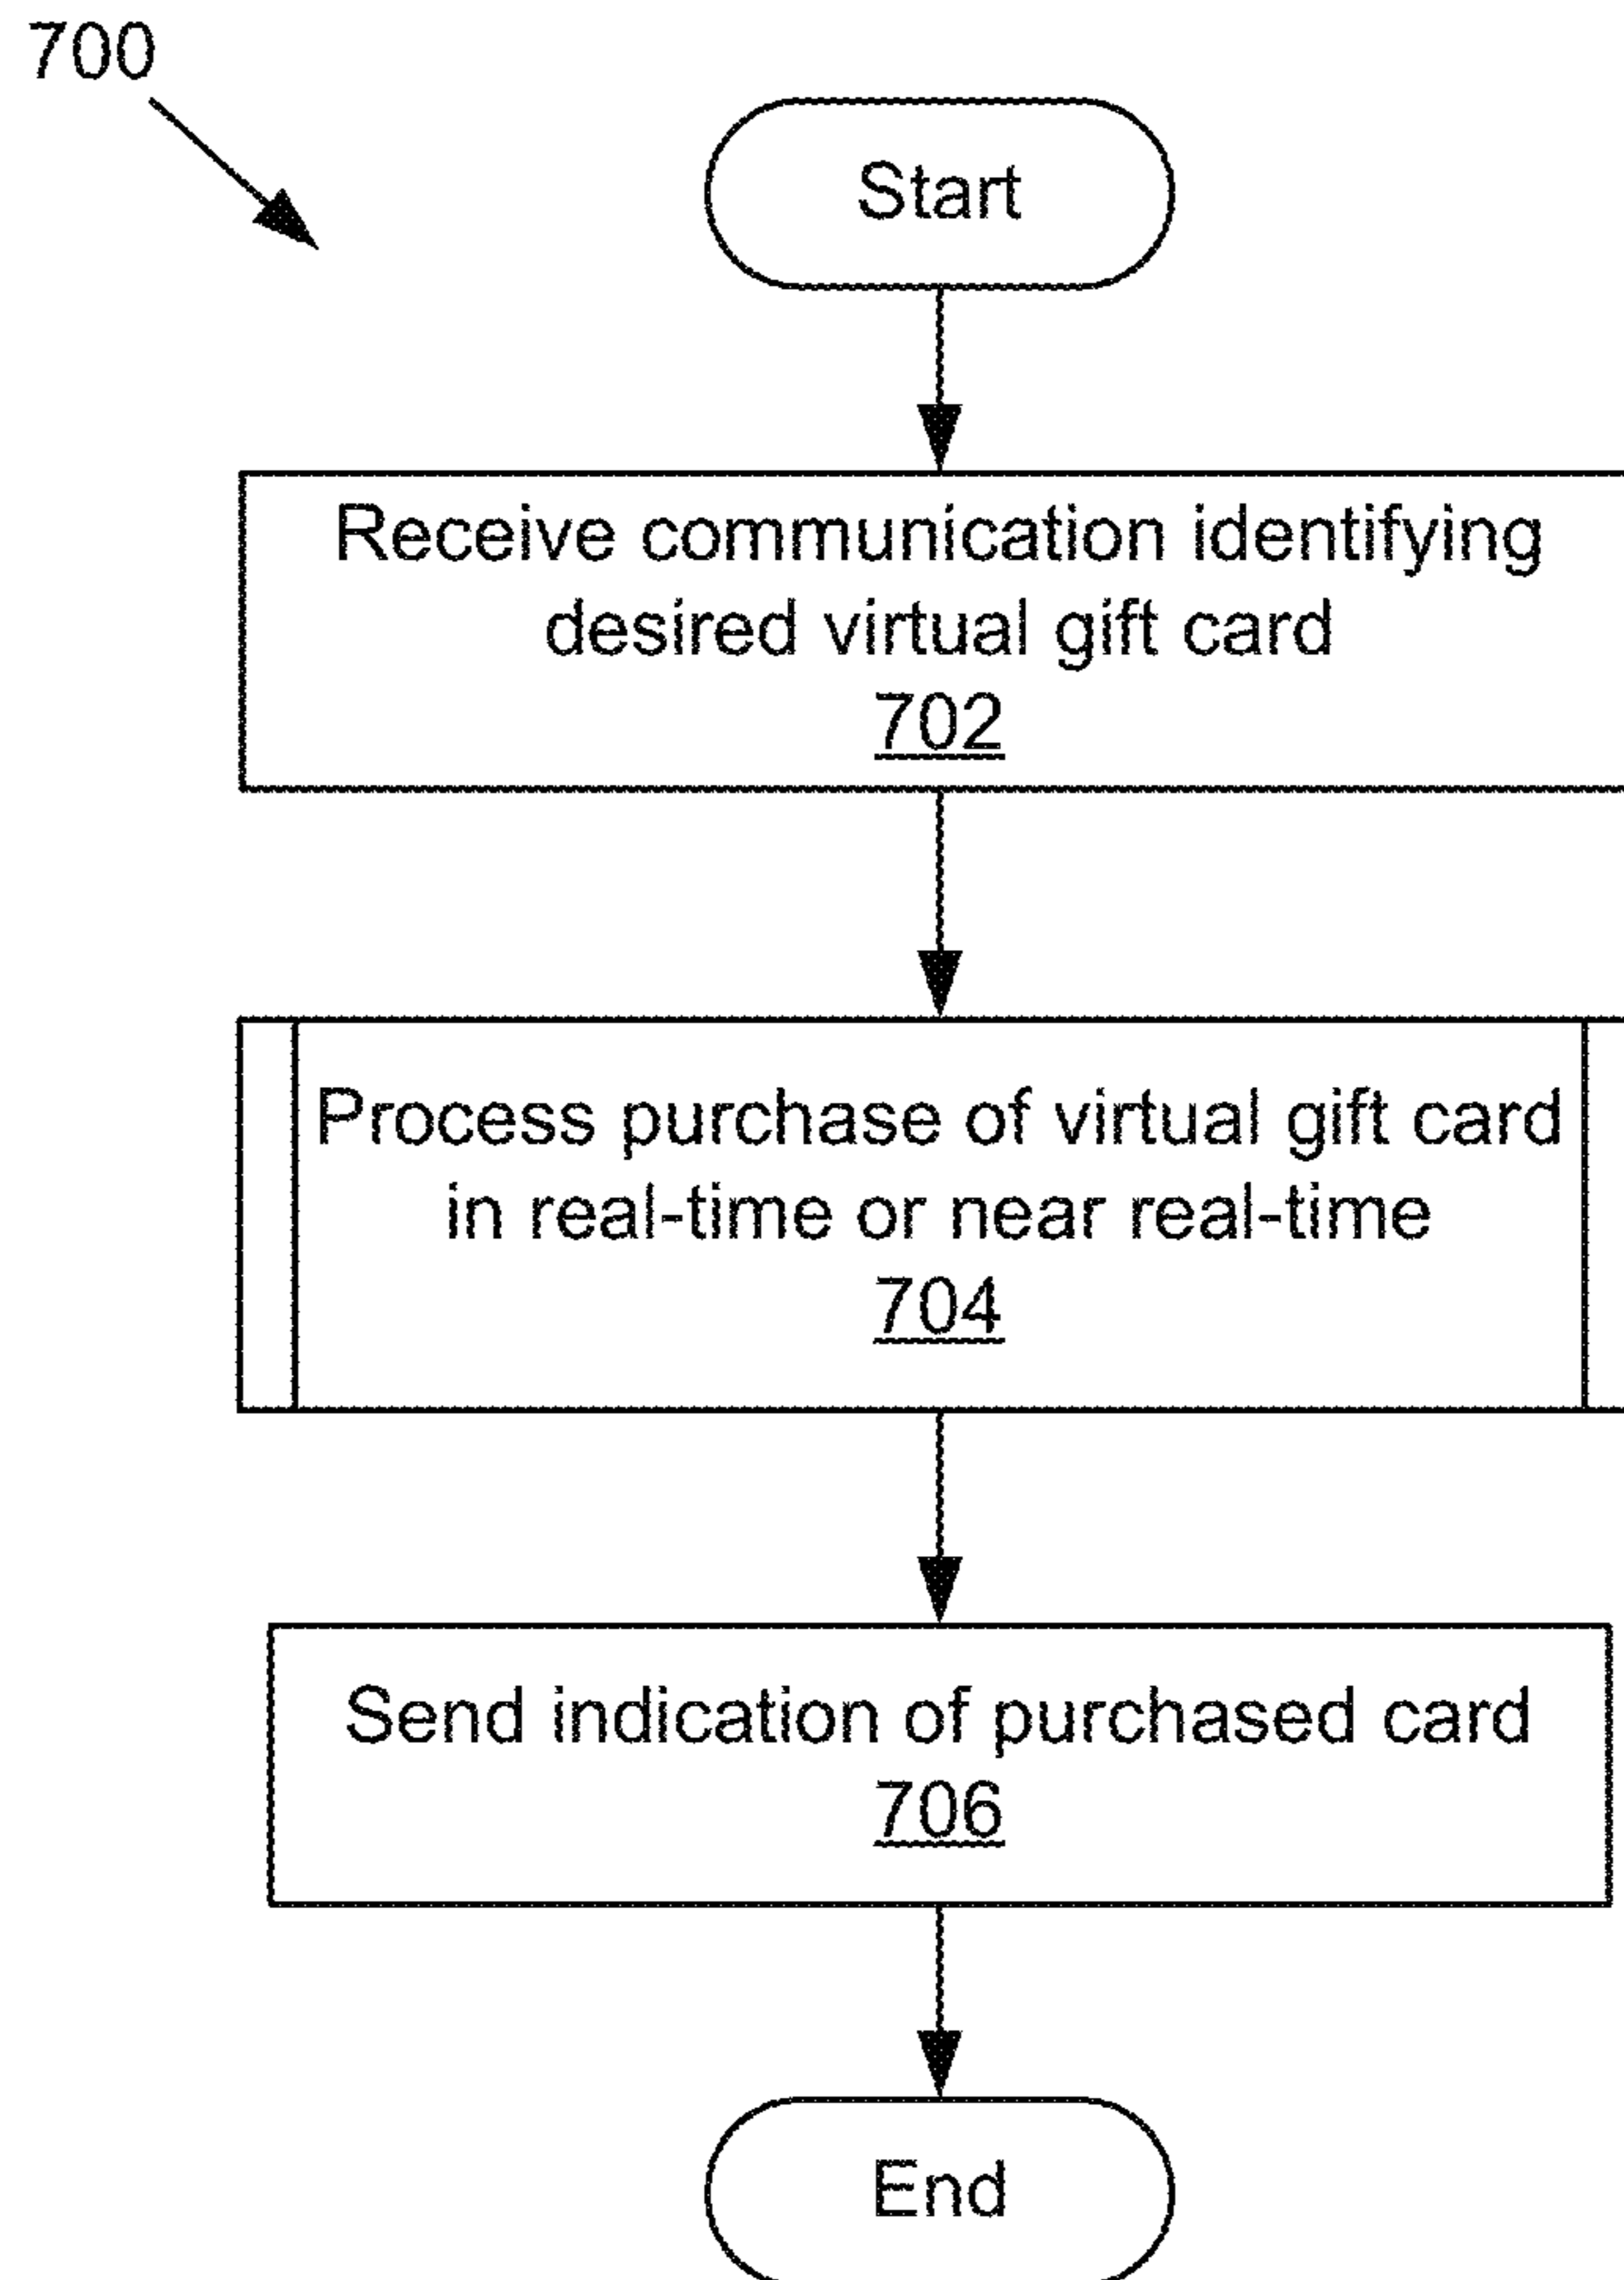 700
Start
Receive communication identifying
desired virtual gift card
702
Process purchase of virtual gift card
in real-time or near real-time
704
Send indication of purchased card
706
End